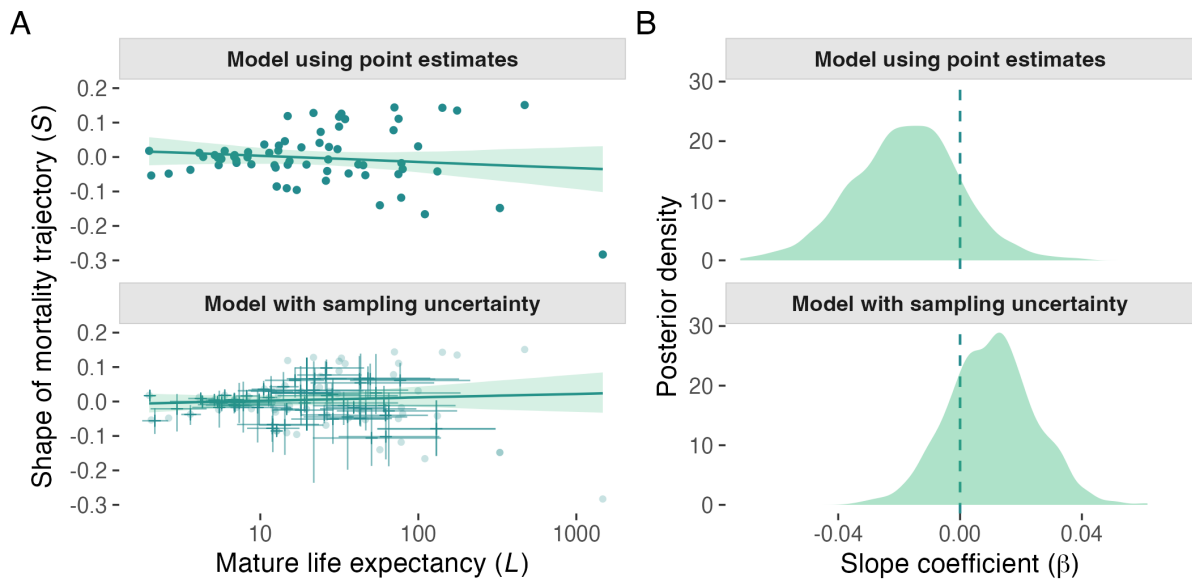 A
Model using point estimates
0.2
0.1
0.0
-0.1
-0.2
-0.3
Model with sampling uncertainty
0.2
0.1
0.0
-0.1
-0.2
-0.3
10
100
1000
Mature life expectancy (L)
Shape of mortality trajectory (S)
B
Model using point estimates
30
20
10
0
Model with sampling uncertainty
30
20
10
0
-0.04
0.00
0.04
Slope coefficient (β)
Posterior density